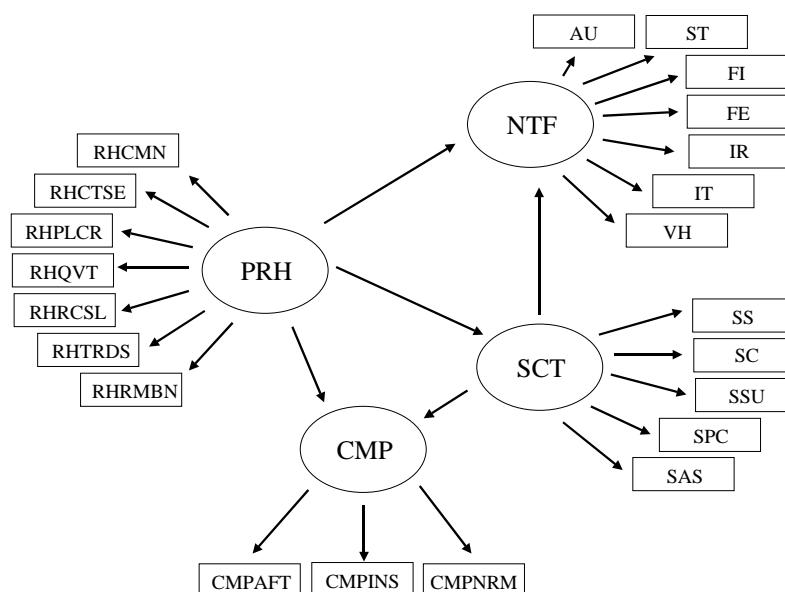 AU
ST
FI
NTF
FE
RHCMN
IR
RHCTSE
IT
RHPLCR
VH
PRH
RHQVT
RHRCSL
SS
RHTRDS
SC
SCT
RHRMBN
SSU
SPC
CMP
SAS
CMPAFT
CMPINS
CMPNRM